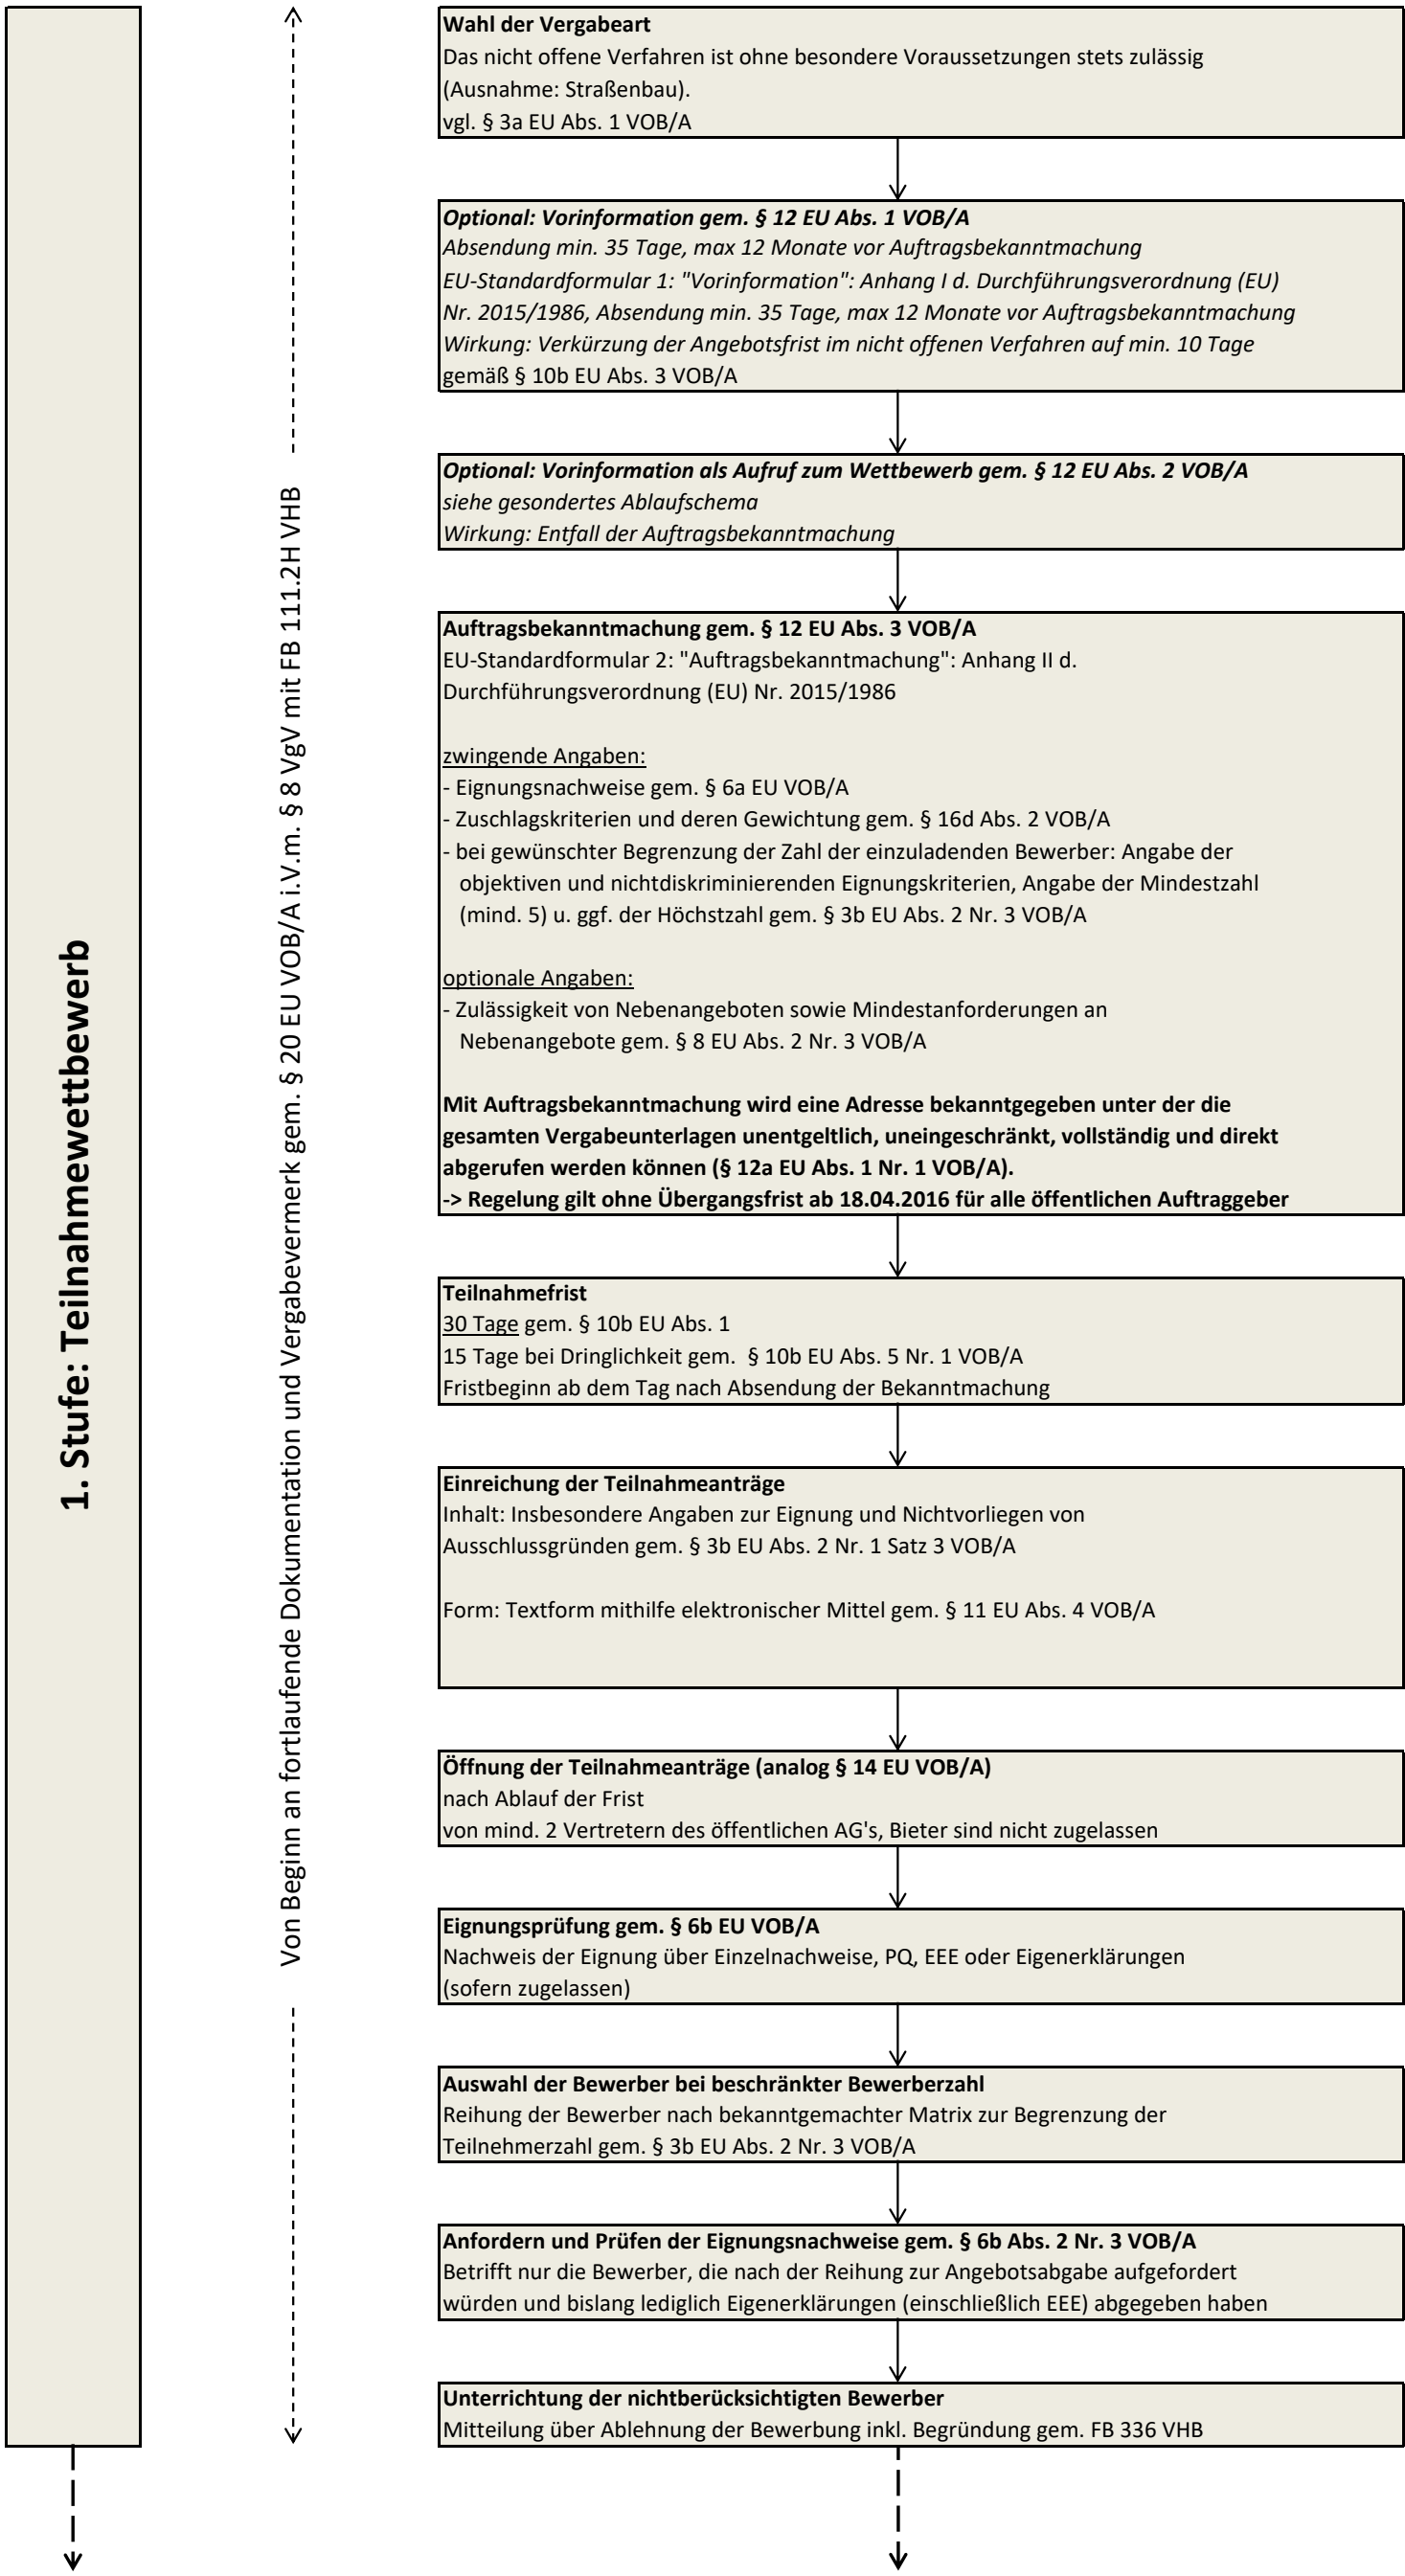 1. Stufe: Teilnahmewettbewerb
Von Beginn an fortlaufende Dokumentation und Vergabevermerk gem. § 20 EU VOB/A i.V.m. § 8 VgV mit FB 111.2H VHB
Wahl der Vergabeart
Das nicht offene Verfahren ist ohne besondere Voraussetzungen stets zulässig
(Ausnahme: Straßenbau).
vgl. § 3a EU Abs. 1 VOB/A
Optional: Vorinformation gem. § 12 EU Abs. 1 VOB/A
Absendung min. 35 Tage, max 12 Monate vor Auftragsbekanntmachung
EU-Standardformular 1: "Vorinformation": Anhang I d. Durchführungsverordnung (EU)
Nr. 2015/1986, Absendung min. 35 Tage, max 12 Monate vor Auftragsbekanntmachung
Wirkung: Verkürzung der Angebotsfrist im nicht offenen Verfahren auf min. 10 Tage
gemäß § 10b EU Abs. 3 VOB/A
Optional: Vorinformation als Aufruf zum Wettbewerb gem. § 12 EU Abs. 2 VOB/A
siehe gesondertes Ablaufschema
Wirkung: Entfall der Auftragsbekanntmachung
Auftragsbekanntmachung gem. § 12 EU Abs. 3 VOB/A
EU-Standardformular 2: "Auftragsbekanntmachung": Anhang II d.
Durchführungsverordnung (EU) Nr. 2015/1986
zwingende Angaben:
- Eignungsnachweise gem. § 6a EU VOB/A
- Zuschlagskriterien und deren Gewichtung gem. § 16d Abs. 2 VOB/A
- bei gewünschter Begrenzung der Zahl der einzuladenden Bewerber: Angabe der
objektiven und nichtdiskriminierenden Eignungskriterien, Angabe der Mindestzahl
(mind. 5) u. ggf. der Höchstzahl gem. § 3b EU Abs. 2 Nr. 3 VOB/A
optionale Angaben:
- Zulässigkeit von Nebenangeboten sowie Mindestanforderungen an
Nebenangebote gem. § 8 EU Abs. 2 Nr. 3 VOB/A
Mit Auftragsbekanntmachung wird eine Adresse bekanntgegeben unter der die
gesamten Vergabeunterlagen unentgeltlich, uneingeschränkt, vollständig und direkt
abgerufen werden können (§ 12a EU Abs. 1 Nr. 1 VOB/A).
-> Regelung gilt ohne Übergangsfrist ab 18.04.2016 für alle öffentlichen Auftraggeber
Teilnahmefrist
30 Tage gem. § 10b EU Abs. 1
15 Tage bei Dringlichkeit gem. § 10b EU Abs. 5 Nr. 1 VOB/A
Fristbeginn ab dem Tag nach Absendung der Bekanntmachung
Einreichung der Teilnahmeanträge
Inhalt: Insbesondere Angaben zur Eignung und Nichtvorliegen von
Ausschlussgründen gem. § 3b EU Abs. 2 Nr. 1 Satz 3 VOB/A
Form: Textform mithilfe elektronischer Mittel gem. § 11 EU Abs. 4 VOB/A
Öffnung der Teilnahmeanträge (analog § 14 EU VOB/A)
nach Ablauf der Frist
von mind. 2 Vertretern des öffentlichen AG's, Bieter sind nicht zugelassen
Eignungsprüfung gem. § 6b EU VOB/A
Nachweis der Eignung über Einzelnachweise, PQ, EEE oder Eigenerklärungen
(sofern zugelassen)
Auswahl der Bewerber bei beschränkter Bewerberzahl
Reihung der Bewerber nach bekanntgemachter Matrix zur Begrenzung der
Teilnehmerzahl gem. § 3b EU Abs. 2 Nr. 3 VOB/A
Anfordern und Prüfen der Eignungsnachweise gem. § 6b Abs. 2 Nr. 3 VOB/A
Betrifft nur die Bewerber, die nach der Reihung zur Angebotsabgabe aufgefordert
würden und bislang lediglich Eigenerklärungen (einschließlich EEE) abgegeben haben
Unterrichtung der nichtberücksichtigten Bewerber
Mitteilung über Ablehnung der Bewerbung inkl. Begründung gem. FB 336 VHB